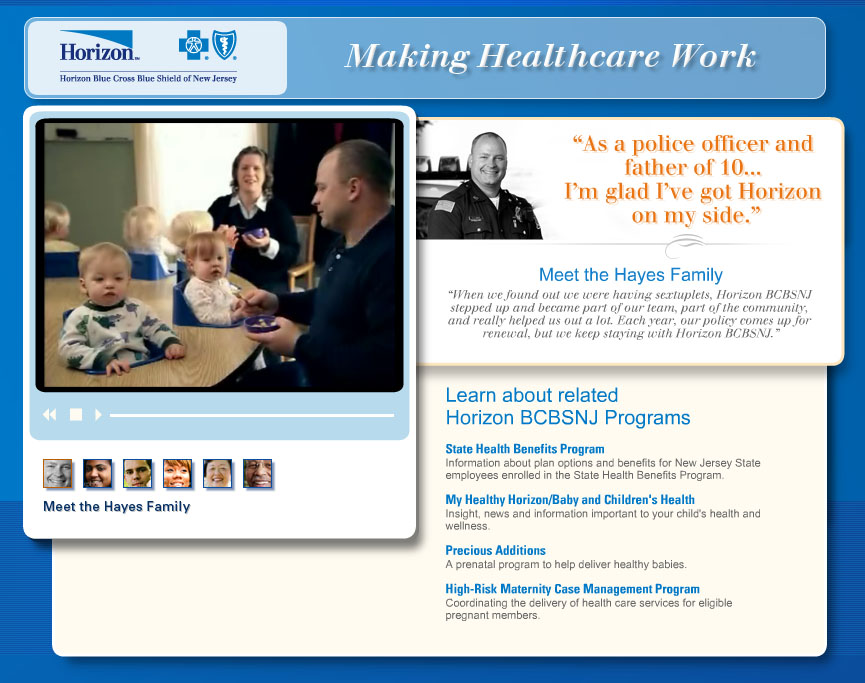 Horizon
Horizon Blue Cross Blue Shield of New Jersey
Making Healthcare Work
“As a police officer and
father of 10...
I’m glad I’ve got Horizon
on my side.”
Meet the Hayes Family
“When we found out we were having sextuplets, Horizon BCBSNJ
stepped up and became part of our team, part of the community,
and really helped us out a lot. Each year, our policy comes up for
renewal, but we keep staying with Horizon BCBSNJ.”
Learn about related
Horizon BCBSNJ Programs
State Health Benefits Program
Information about plan options and benefits for New Jersey State
employees enrolled in the State Health Benefits Program.
My Healthy Horizon/Baby and Children's Health
Insight, news and information important to your child's health and
wellness.
Precious Additions
A prenatal program to help deliver healthy babies.
High-Risk Maternity Case Management Program
Coordinating the delivery of health care services for eligible
pregnant members.
Meet the Hayes Family